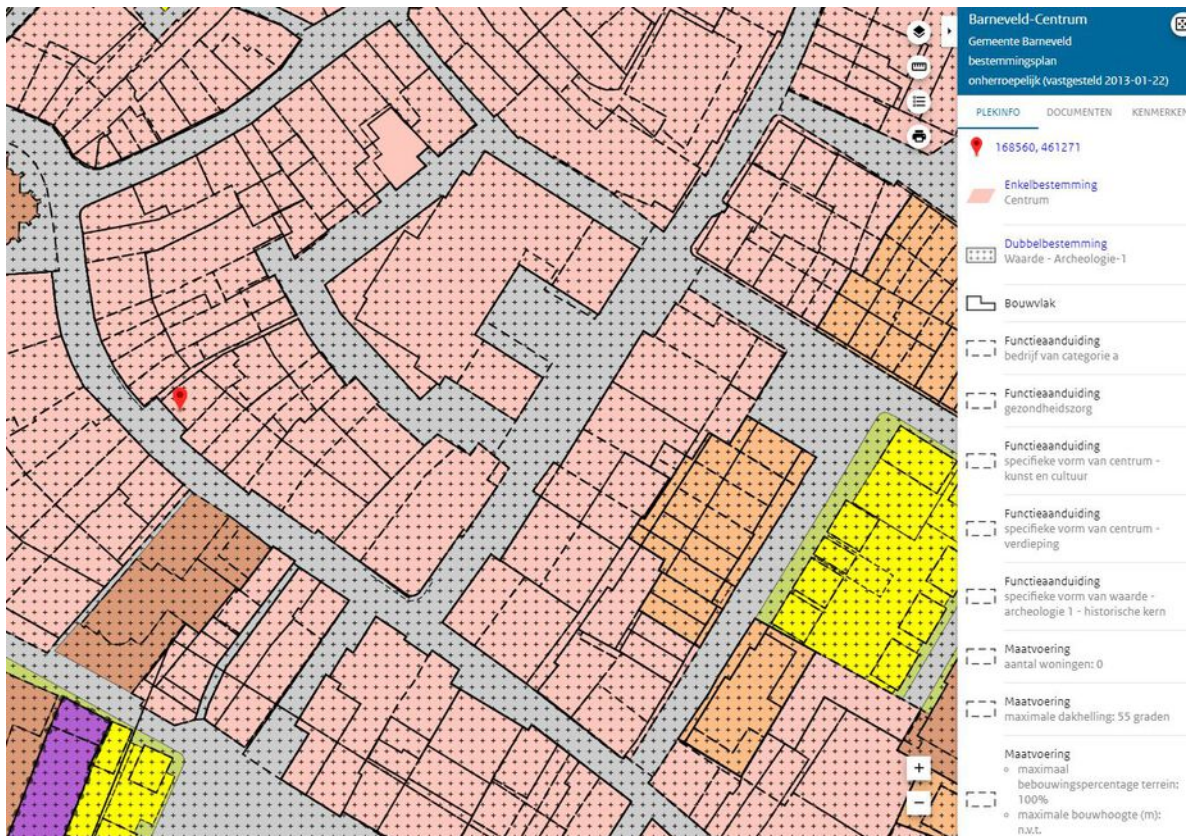 Barneveld-Centrum
Gemeente Barneveld
bestemmingsplan
onherroepelijk (vastgesteld 2013-01-22)
PLEKINFO DOCUMENTEN KENMERKEN
168560, 461271
Enkelbestemming
Centrum
Dubbelbestemming
Waarde - Archeologie-1
Bouwvlak
Functieaanduiding
bedrijf van categorie a
Functieaanduiding
gezondheidszorg
Functieaanduiding
specifieke vorm van centrum -
kunst en cultuur
Functieaanduiding
specifieke vorm van centrum -
verdieping
Functieaanduiding
specifieke vorm van waarde -
archeologie 1 - historische kern
Maatvoering
aantal woningen: 0
Maatvoering
maximale dakhelling: 55 graden
Maatvoering
maximaal
bebouwingspercentage terrein:
100%
maximale bouwhoogte (m):
n.v.t.